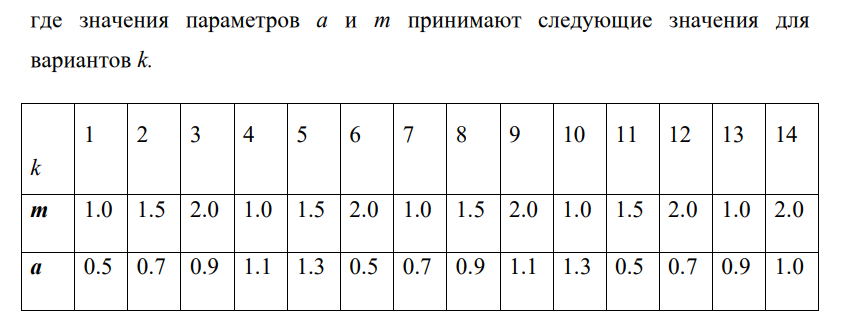 где значения параметров a и m принимают следующие значения для
вариантов k.
k 1 2 3 4 5 6 7 8 9 10 11 12 13 14
m 1.0 1.5 2.0 1.0 1.5 2.0 1.0 1.5 2.0 1.0 1.5 2.0 1.0 2.0
a 0.5 0.7 0.9 1.1 1.3 0.5 0.7 0.9 1.1 1.3 0.5 0.7 0.9 1.0